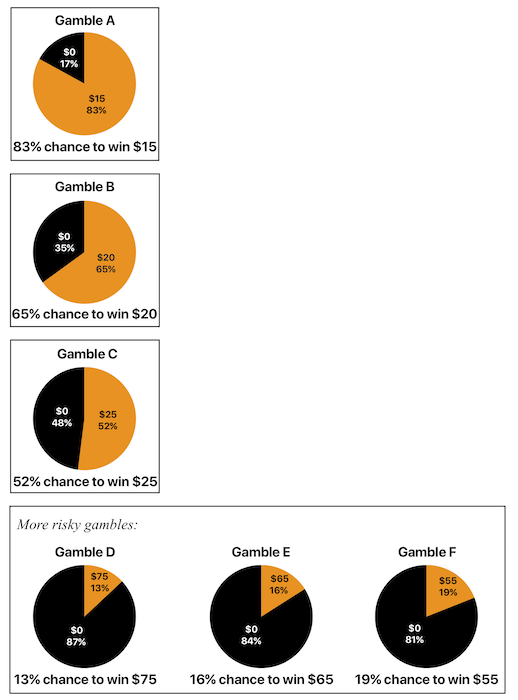 Gamble A
$0
17%
$15
83%
83% chance to win $15
Gamble B
$0
35%
$20
65%
65% chance to win $20
Gamble C
$0
48%
$25
52%
52% chance to win $25
More risky gambles:
Gamble D
$75
13%
$0
87%
13% chance to win $75
Gamble E
$65
16%
$0
84%
16% chance to win $65
Gamble F
$55
19%
$0
81%
19% chance to win $55